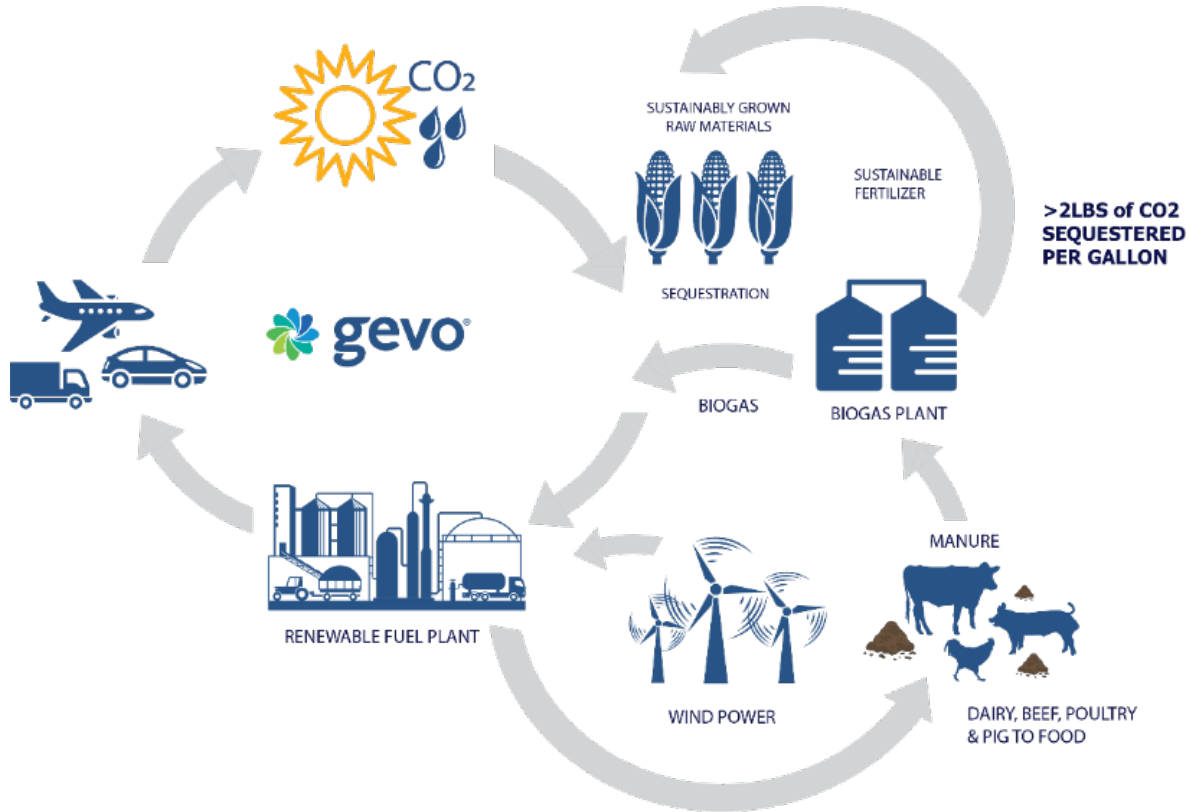 CO₂
SUSTAINABLY GROWN
RAW MATERIALS
SUSTAINABLE
FERTILIZER
>2LBS of CO2
SEQUESTERED
PER GALLON
SEQUESTRATION
gevo®
BIOGAS
BIOGAS PLANT
MANURE
RENEWABLE FUEL PLANT
WIND POWER
DAIRY, BEEF, POULTRY
& PIG TO FOOD